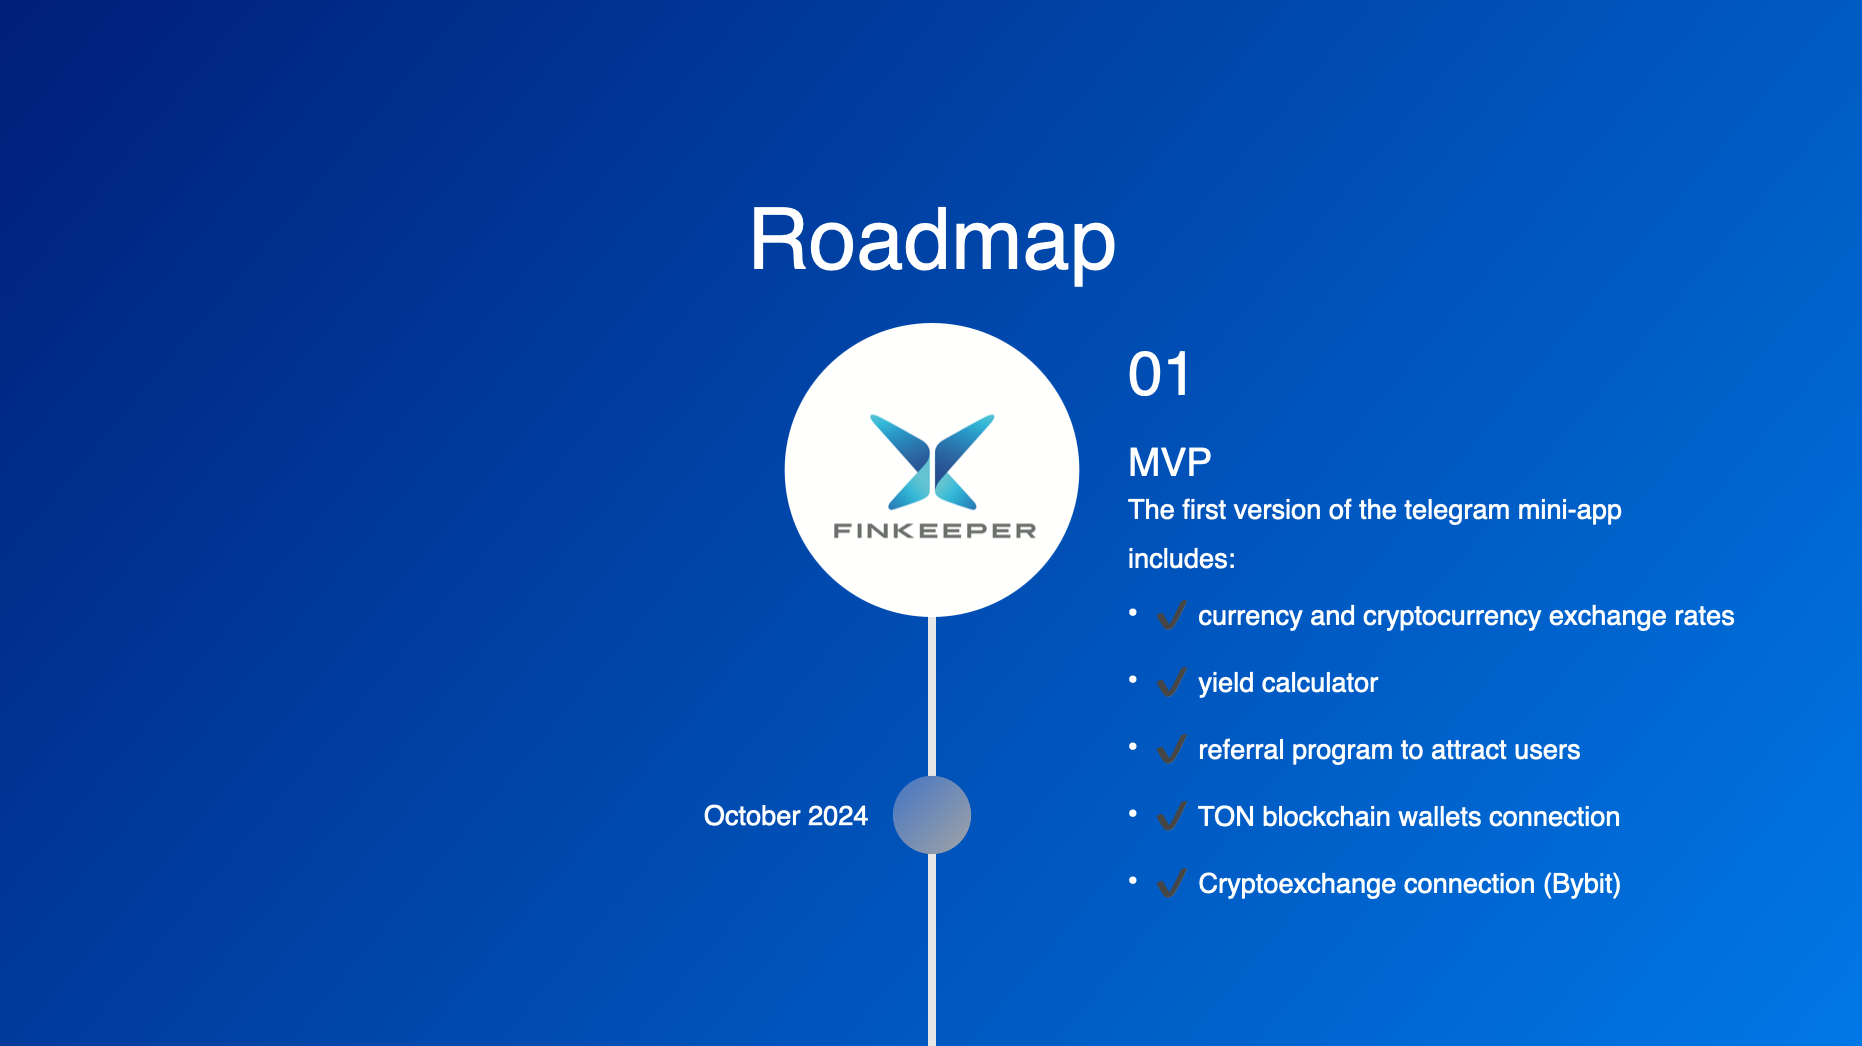 Roadmap
FINKEEPER
01
MVP
The first version of the telegram mini-app
includes:
• ✔ currency and cryptocurrency exchange rates
• ✔ yield calculator
• ✔ referral program to attract users
October 2024
• ✔ TON blockchain wallets connection
• ✔ Cryptoexchange connection (Bybit)